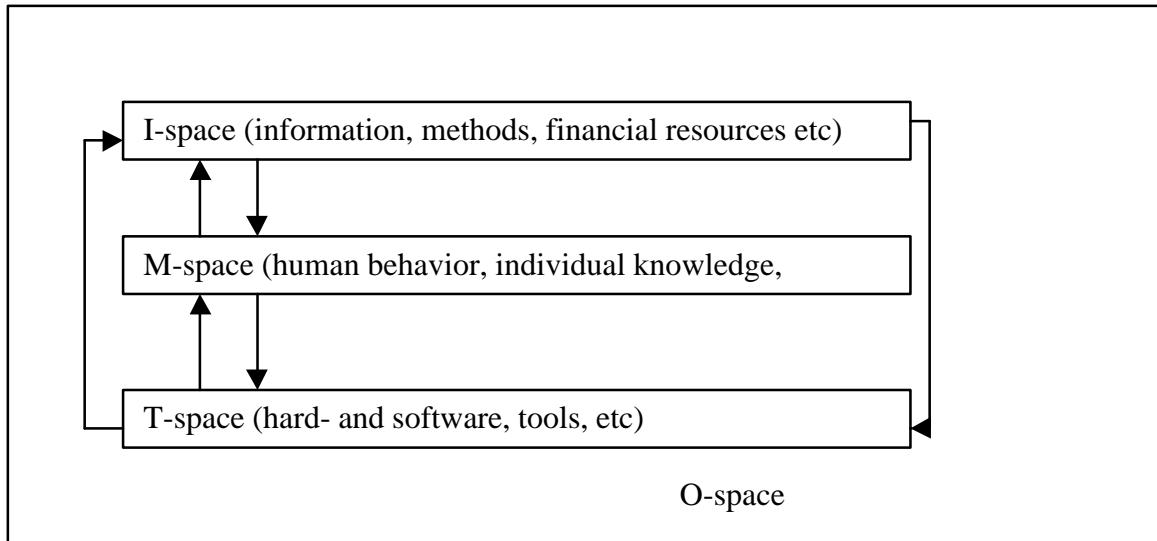 I-space (information, methods, financial resources etc)
M-space (human behavior, individual knowledge,
T-space (hard- and software, tools, etc)
O-space